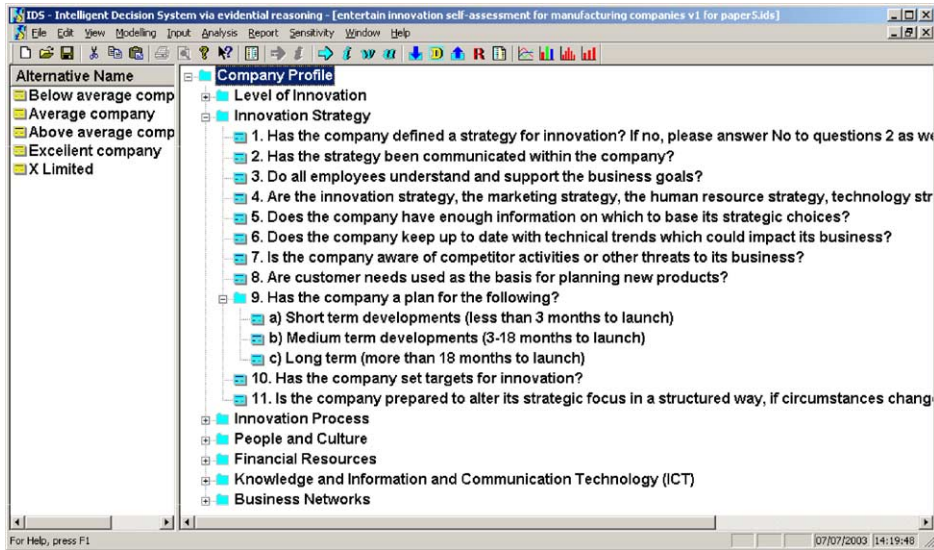 IDS - Intelligent Decision System via evidential reasoning - [entertain innovation self-assessment for manufacturing companies v1 for paper5.ids]
File Edit View Modelling Input Analysis Report Sensitivity Window Help
Alternative Name
Below average comp
Average company
Above average comp
Excellent company
X Limited
Company Profile
Level of Innovation
Innovation Strategy
1. Has the company defined a strategy for innovation? If no, please answer No to questions 2 as we
2. Has the strategy been communicated within the company?
3. Do all employees understand and support the business goals?
4. Are the innovation strategy, the marketing strategy, the human resource strategy, technology str
5. Does the company have enough information on which to base its strategic choices?
6. Does the company keep up to date with technical trends which could impact its business?
7. Is the company aware of competitor activities or other threats to its business?
8. Are customer needs used as the basis for planning new products?
9. Has the company a plan for the following?
a) Short term developments (less than 3 months to launch)
b) Medium term developments (3-18 months to launch)
c) Long term (more than 18 months to launch)
10. Has the company set targets for innovation?
11. Is the company prepared to alter its strategic focus in a structured way, if circumstances chang
Innovation Process
People and Culture
Financial Resources
Knowledge and Information and Communication Technology (ICT)
Business Networks
For Help, press F1
07/07/2003 14:19:48